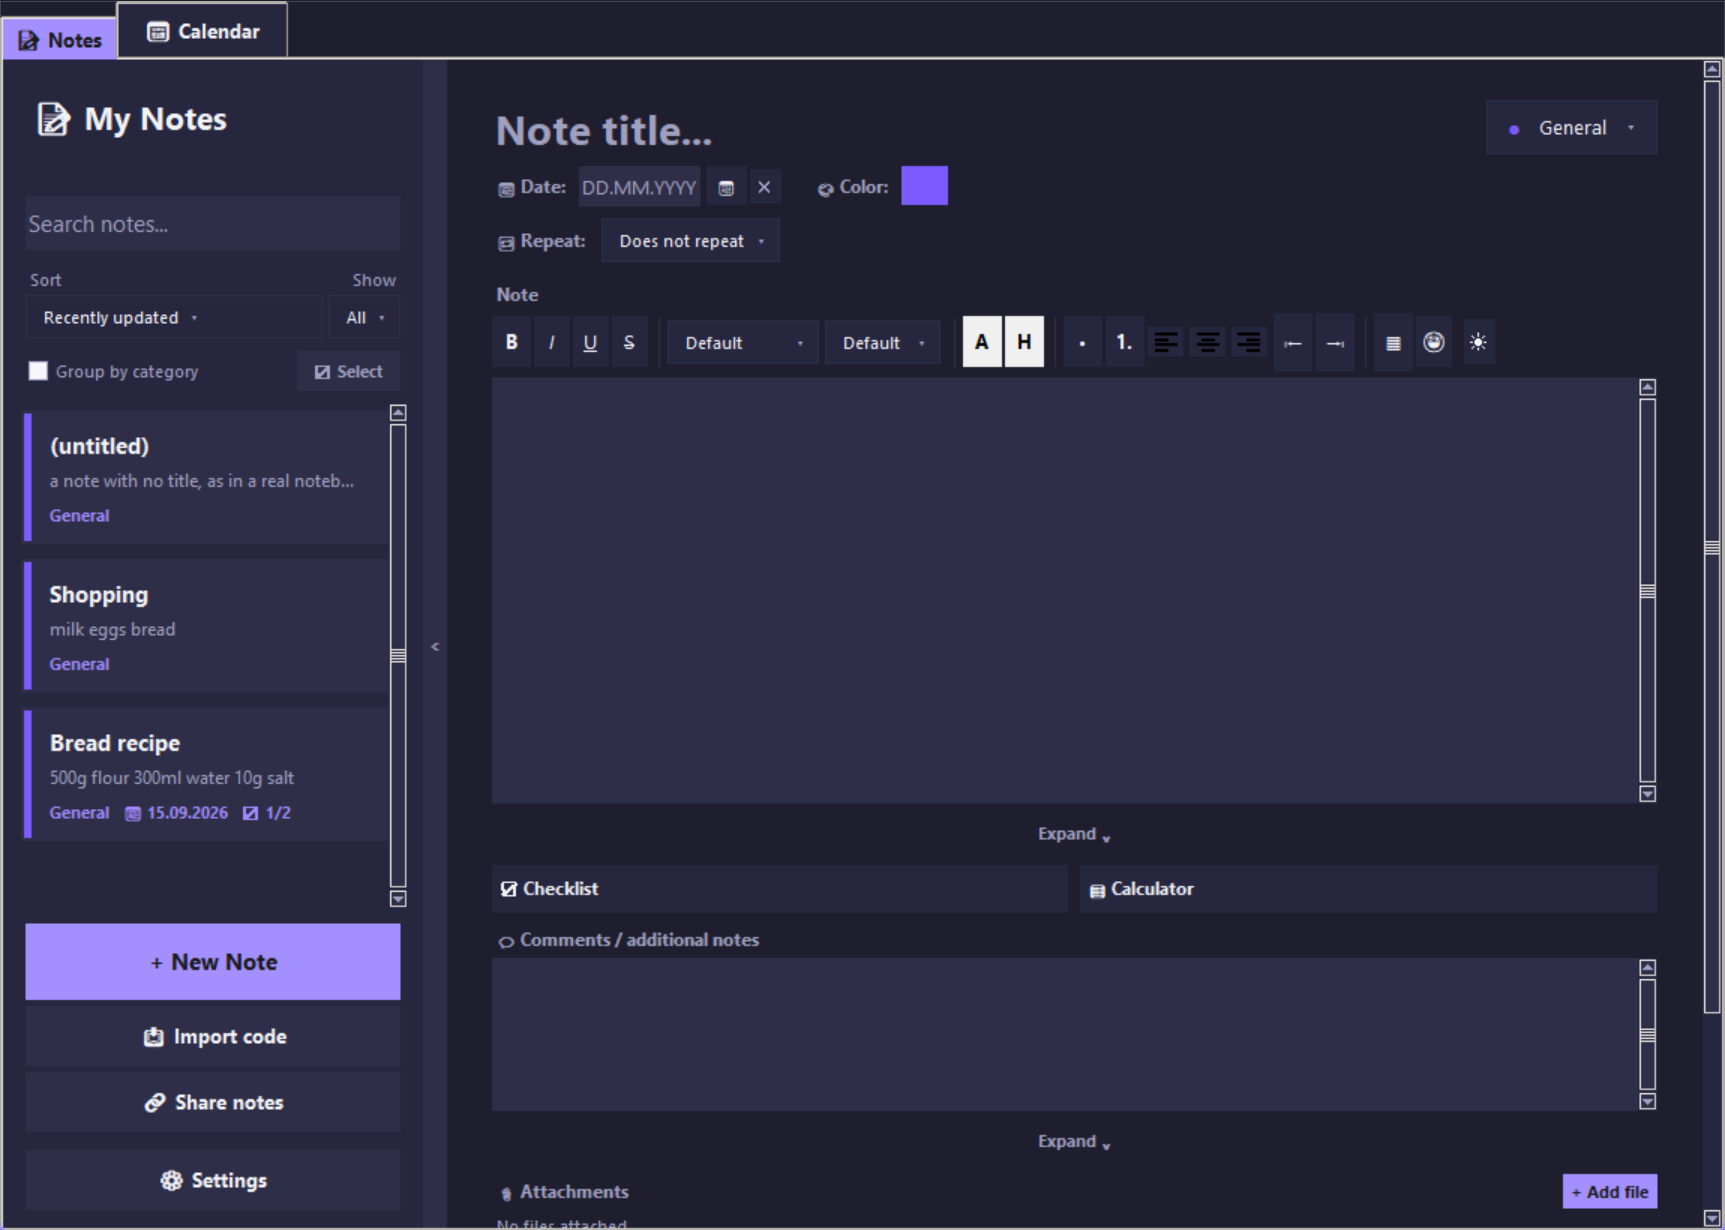 Notes
Calendar
My Notes
Search notes...
Sort
Show
Recently updated
All
Group by category
Select
(untitled)
a note with no title, as in a real noteb...
General
Shopping
milk eggs bread
General
Bread recipe
500g flour 300ml water 10g salt
General 15.09.2026 1/2
+ New Note
Import code
Share notes
Settings
<
Note title...
General
Date: DD.MM.YYYY
Color:
Repeat: Does not repeat
Note
B I U S Default Default A H • 1.
Expand
Checklist
Calculator
Comments / additional notes
Expand
Attachments
+ Add file
No files attached